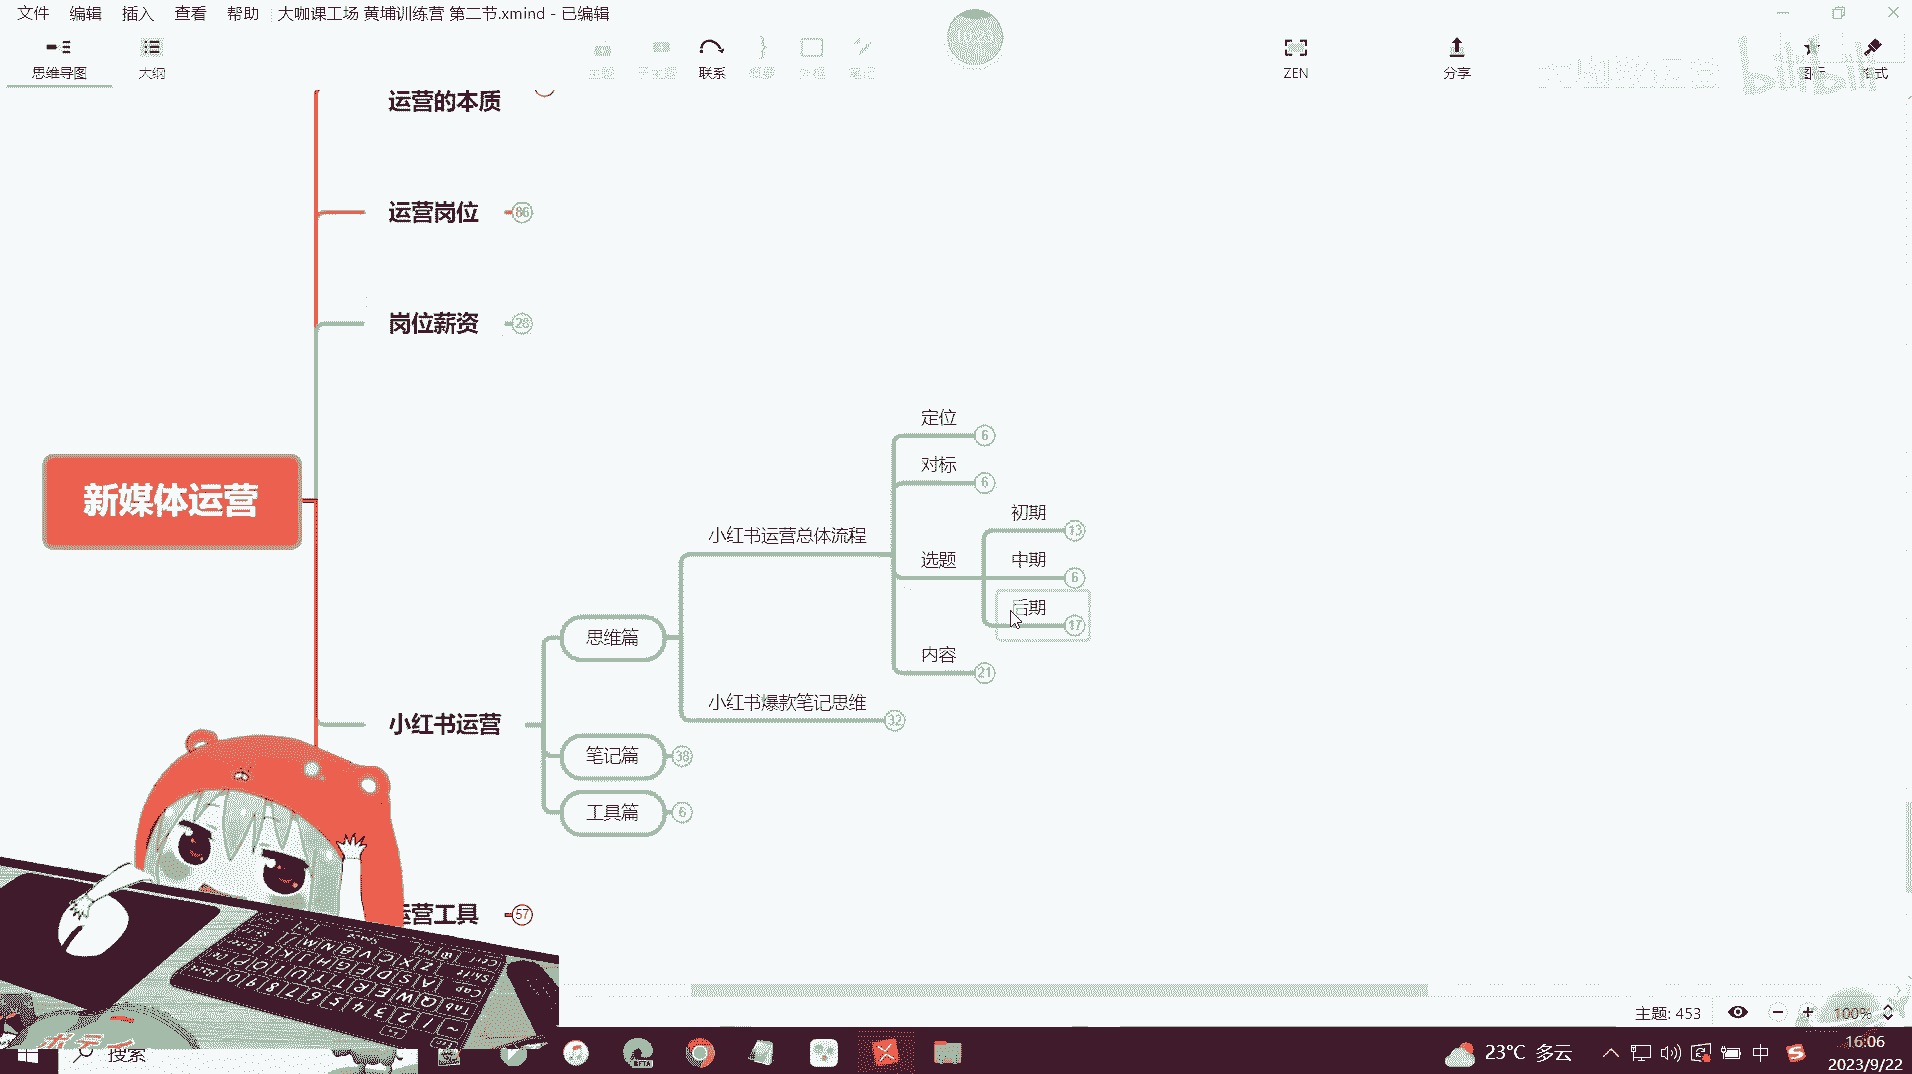 文件 编辑 插入 查看 帮助 大咖课工场 黄埔训练营 第二节.xmind - 已编辑
思维导图 大纲 主题 子主题 联系 概要 外框 笔记 ZEN 分享 图标 格式
bilibili
运营的本质
运营岗位 86
岗位薪资 28
定位 6
对标 6
初期 13
小红书运营总体流程
选题
中期 6
后期 17
新媒体运营
思维篇
内容 21
小红书爆款笔记思维 32
小红书运营
笔记篇 38
工具篇 6
运营工具 57
主题: 453 100%
搜索
23°C 多云 中 16:06
2023/9/22